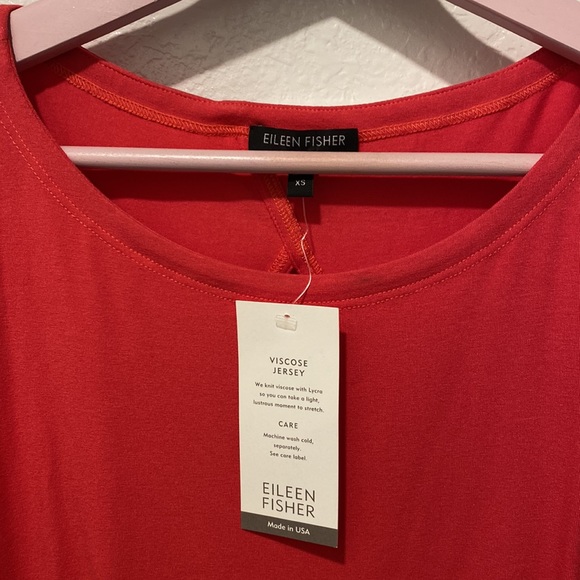 EILEEN FISHER
XS
VISCOSE
JERSEY
We knit viscose with Lycra
so you can take a light,
lustrous moment to stretch.
CARE
Machine wash cold,
separately.
See care label.
EILEEN
FISHER
Made in USA